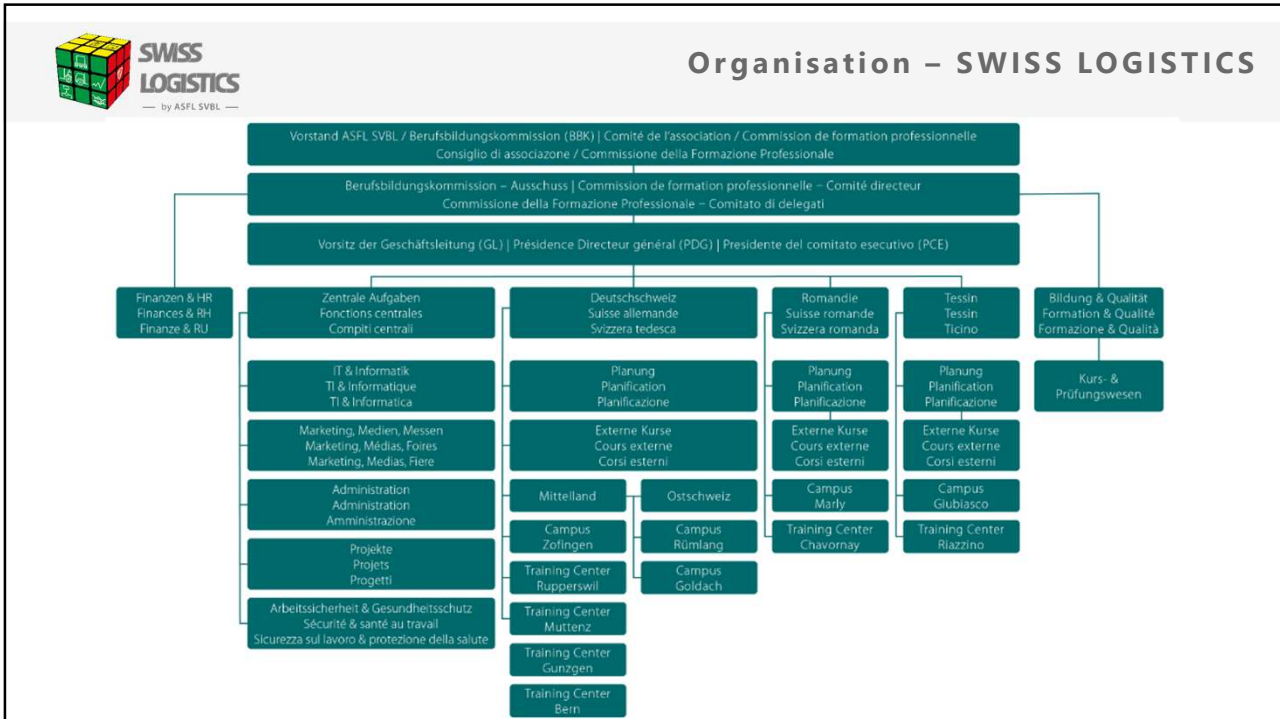 SWISS
LOGISTICS
by ASFL SVBL
Organisation – SWISS LOGISTICS
Vorstand ASFL SVBL / Berufsbildungskommission (BBK) | Comité de l'association / Commission de formation professionnelle
Consiglio di associazone / Commissione della Formazione Professionale
Berufsbildungskommission – Ausschuss | Commission de formation professionnelle – Comité directeur
Commissione della Formazione Professionale – Comitato di delegati
Vorsitz der Geschäftsleitung (GL) | Présidence Directeur général (PDG) | Presidente del comitato esecutivo (PCE)
Finanzen & HR
Finances & RH
Finanze & RU
Zentrale Aufgaben
Fonctions centrales
Compiti centrali
Deutschschweiz
Suisse allemande
Svizzera tedesca
Romandie
Suisse romande
Svizzera romanda
Tessin
Tessin
Ticino
Bildung & Qualität
Formation & Qualité
Formazione & Qualità
IT & Informatik
TI & Informatique
TI & Informatica
Planung
Planification
Planificazione
Planung
Planification
Planificazione
Planung
Planification
Planificazione
Kurs- &
Prüfungswesen
Marketing, Medien, Messen
Marketing, Médias, Foires
Marketing, Medias, Fiere
Externe Kurse
Cours externe
Corsi esterni
Externe Kurse
Cours externe
Corsi esterni
Externe Kurse
Cours externe
Corsi esterni
Administration
Administration
Amministrazione
Mittelland
Ostschweiz
Campus
Marly
Campus
Giubiasco
Projekte
Projets
Progetti
Campus
Zofingen
Campus
Rümlang
Training Center
Chavornay
Training Center
Riazzino
Training Center
Rupperswil
Campus
Goldach
Arbeitssicherheit & Gesundheitsschutz
Sécurité & santé au travail
Sicurezza sul lavoro & protezione della salute
Training Center
Muttenz
Training Center
Gunzgen
Training Center
Bern